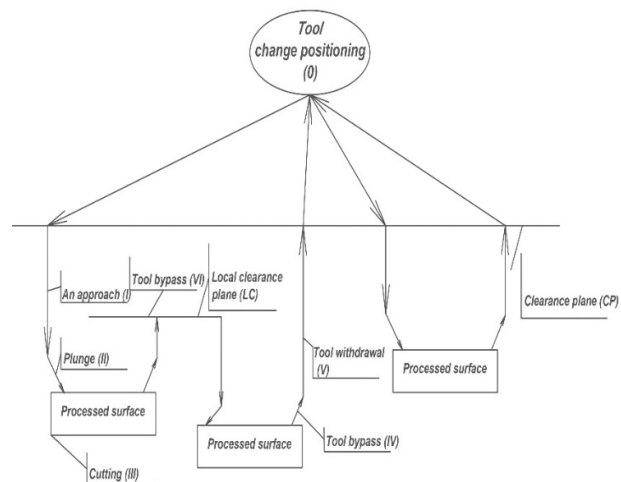 Tool
change positioning
(0)
An approach (I)
Tool bypass (VI)
Local clearance
plane (LC)
Clearance plane (CP)
Plunge (II)
Tool withdrawal
(V)
Processed surface
Processed surface
Processed surface
Tool bypass (IV)
Cutting (III)